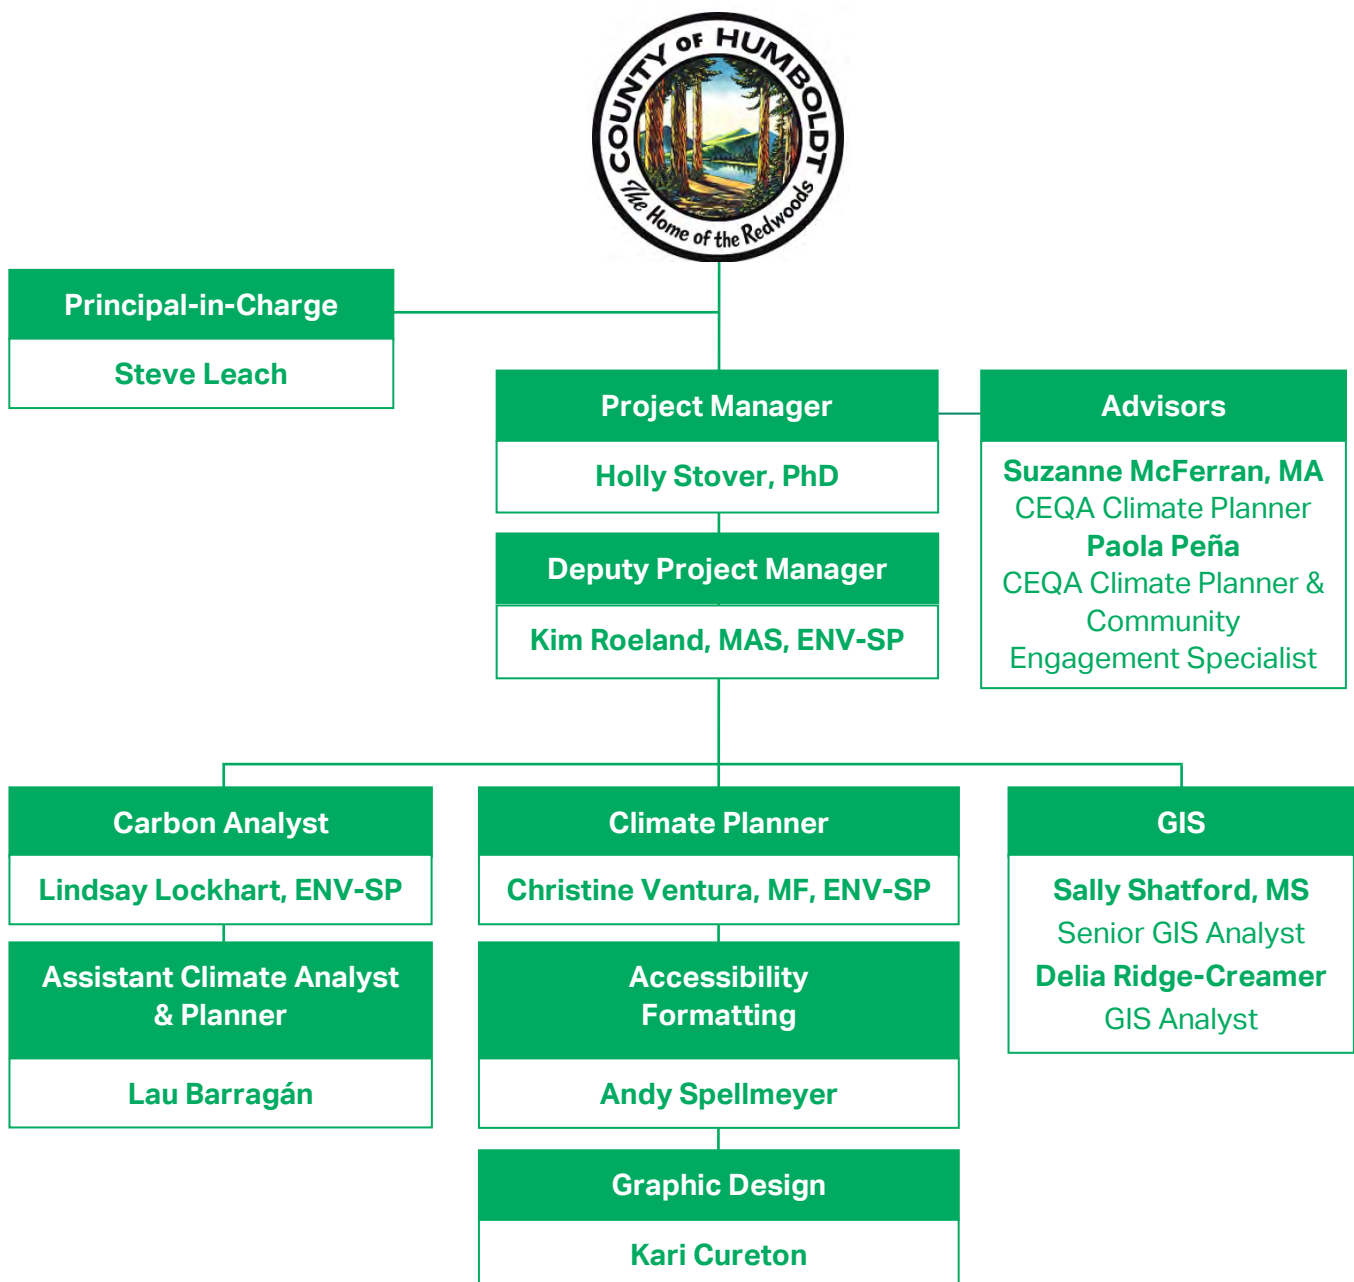 COUNTY OF HUMBOLDT
The Home of the Redwoods
Principal-in-Charge
Steve Leach
Project Manager
Holly Stover, PhD
Advisors
Suzanne McFerran, MA
CEQA Climate Planner
Paola Peña
CEQA Climate Planner &
Community
Engagement Specialist
Deputy Project Manager
Kim Roeland, MAS, ENV-SP
Carbon Analyst
Lindsay Lockhart, ENV-SP
Assistant Climate Analyst
& Planner
Lau Barragán
Climate Planner
Christine Ventura, MF, ENV-SP
Accessibility
Formatting
Andy Spellmeyer
Graphic Design
Kari Cureton
GIS
Sally Shatford, MS
Senior GIS Analyst
Delia Ridge-Creamer
GIS Analyst